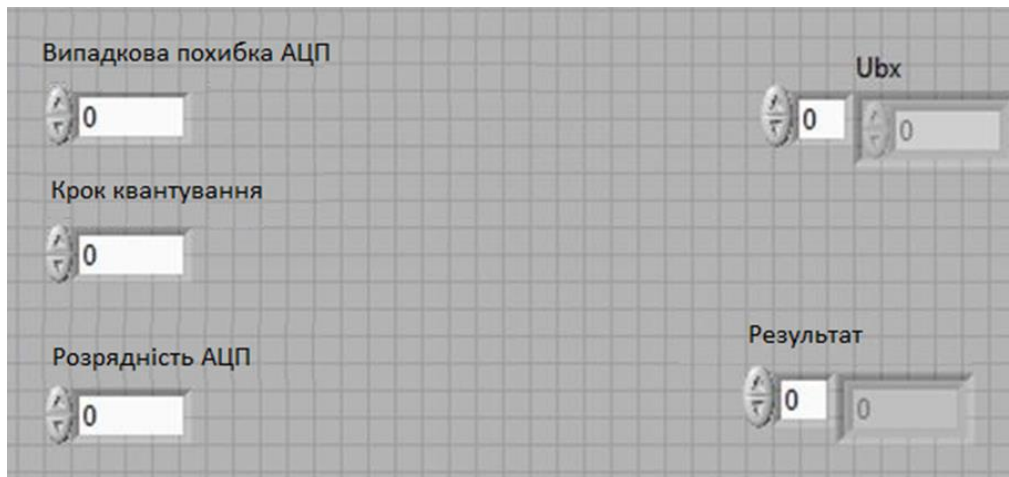 Випадкова похибка АЦП
0
Крок квантування
0
Розрядність АЦП
0
Ubx
0 0
Результат
0 0